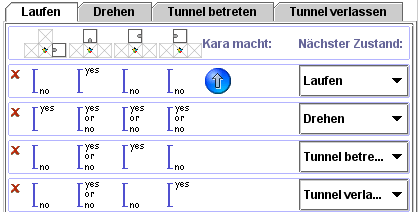 Laufen Drehen Tunnel betreten Tunnel verlassen
Kara macht: Nächster Zustand:
no yes no no Laufen
yes yes or no yes or no yes or no Drehen
no yes or no yes no Tunnel betre...
no yes or no no yes Tunnel verla...